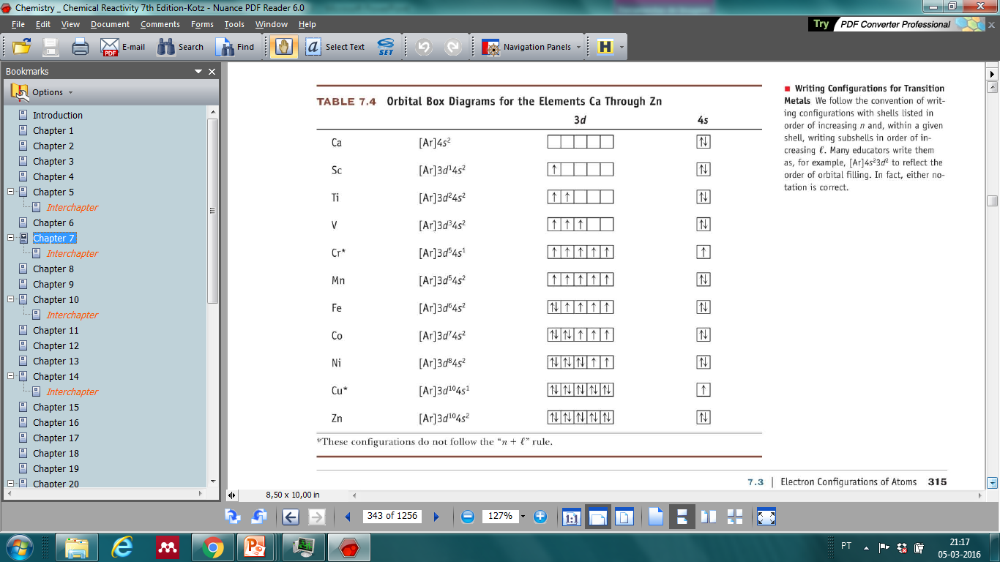 Chemistry _ Chemical Reactivity 7th Edition-Kotz - Nuance PDF Reader 6.0
File Edit View Document Comments Forms Tools Window Help
Try PDF Converter Professional
PDF E-mail Search Find a Select Text SET Navigation Panels H
Bookmarks
Options
Introduction
Chapter 1
Chapter 2
Chapter 3
Chapter 4
Chapter 5
Interchapter
Chapter 6
Chapter 7
Interchapter
Chapter 8
Chapter 9
Chapter 10
Interchapter
Chapter 11
Chapter 12
Chapter 13
Chapter 14
Interchapter
Chapter 15
Chapter 16
Chapter 17
Chapter 18
Chapter 19
Chapter 20
TABLE 7.4 Orbital Box Diagrams for the Elements Ca Through Zn
3d 4s
Ca [Ar]4s²
Sc [Ar]3d¹4s²
Ti [Ar]3d²4s²
V [Ar]3d³4s²
Cr* [Ar]3d⁵4s¹
Mn [Ar]3d⁵4s²
Fe [Ar]3d⁶4s²
Co [Ar]3d⁷4s²
Ni [Ar]3d⁸4s²
Cu* [Ar]3d¹⁰4s¹
Zn [Ar]3d¹⁰4s²
*These configurations do not follow the “n + ℓ” rule.
■ Writing Configurations for Transition
Metals We follow the convention of writ-
ing configurations with shells listed in
order of increasing n and, within a given
shell, writing subshells in order of in-
creasing ℓ. Many educators write them
as, for example, [Ar]4s²3d² to reflect the
order of orbital filling. In fact, either no-
tation is correct.
7.3 | Electron Configurations of Atoms 315
8,50 x 10,00 in
343 of 1256 127% 1:1
PT 21:17
05-03-2016